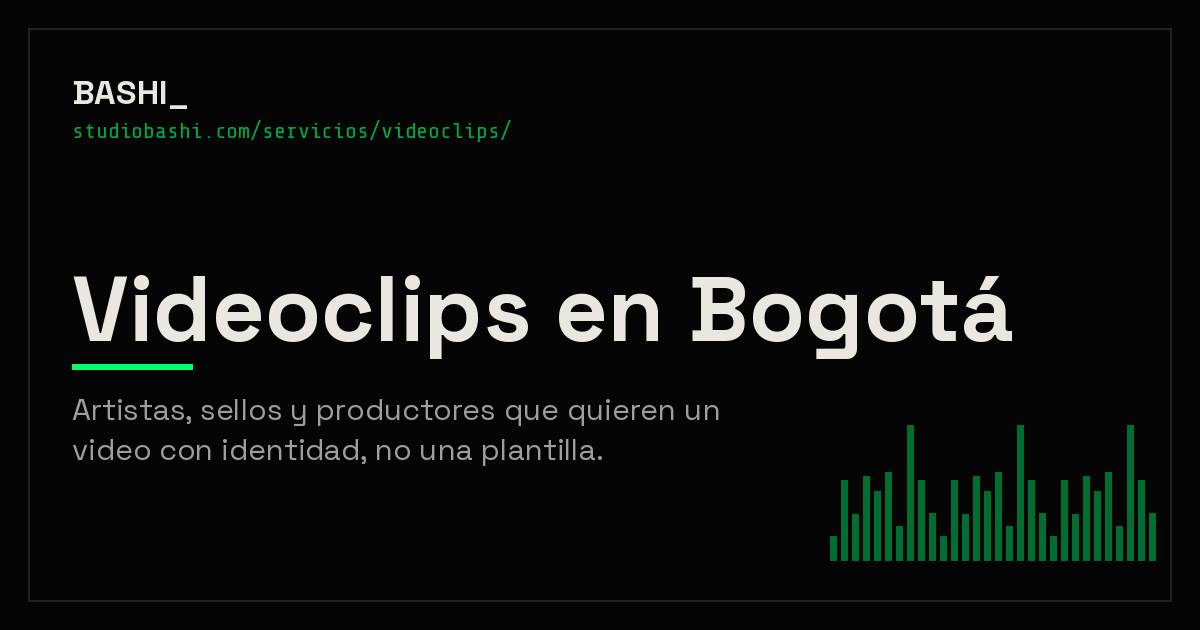 BASHI_
studiobashi.com/servicios/videoclips/
Videoclips en Bogotá
Artistas, sellos y productores que quieren un
video con identidad, no una plantilla.